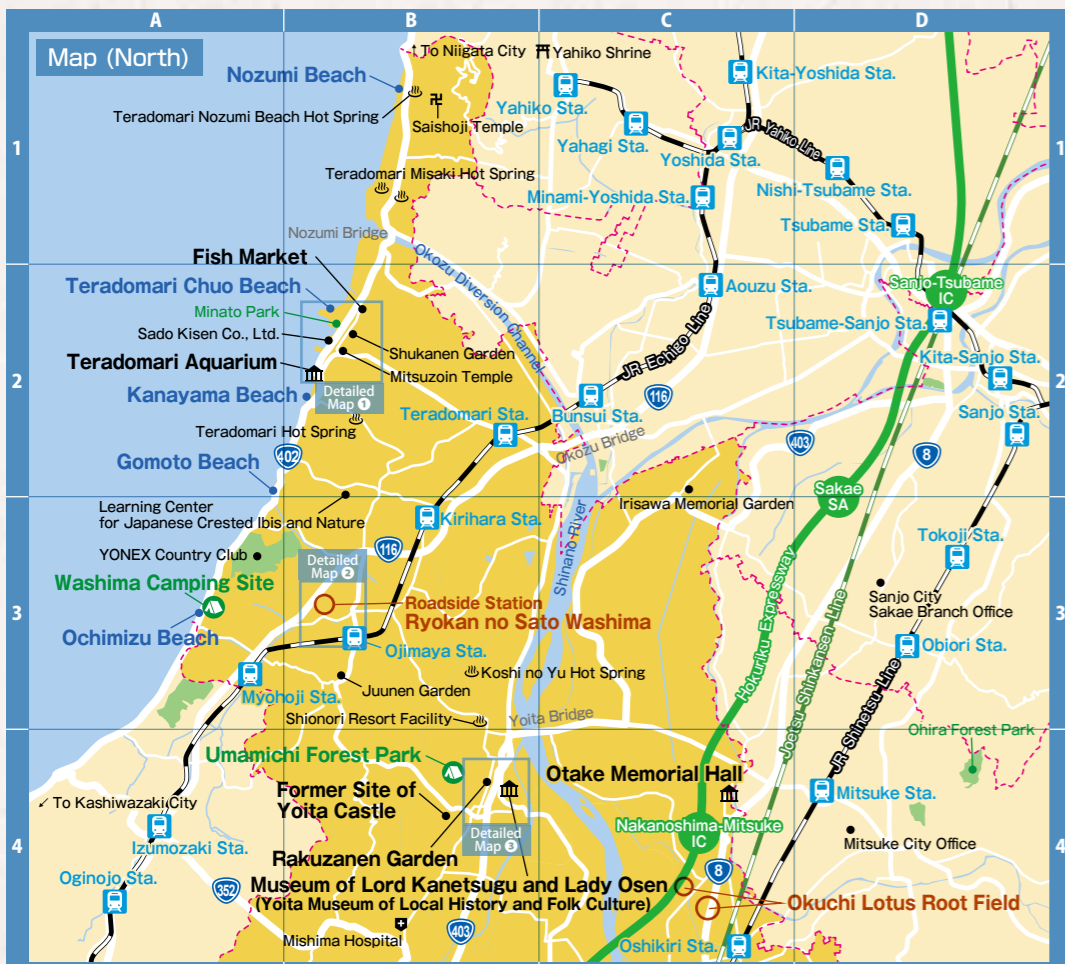 A
B
C
D
Map (North)
↑To Niigata City
Yahiko Shrine
Nozumi Beach
Kita-Yoshida Sta.
Yahiko Sta.
Teradomari Nozumi Beach Hot Spring
Saishoji Temple
Yahagi Sta.
Yoshida Sta.
JR-Yahiko-Line
1
1
Teradomari Misaki Hot Spring
Nishi-Tsubame Sta.
Minami-Yoshida Sta.
Tsubame Sta.
Nozumi Bridge
Okozu Diversion Channel
Fish Market
Teradomari Chuo Beach
Aouzu Sta.
Sanjo-Tsubame
IC
Minato Park
Sado Kisen Co., Ltd.
Tsubame-Sanjo Sta.
Shukanen Garden
Teradomari Aquarium
Mitsuzoin Temple
JR-Echigo-Line
Kita-Sanjo Sta.
2
2
Kanayama Beach
Detailed
Map 1
116
Bunsui Sta.
Teradomari Sta.
Sanjo Sta.
Teradomari Hot Spring
Okozu Bridge
403
8
402
Gomoto Beach
Sakae
SA
Learning Center
for Japanese Crested Ibis and Nature
Irisawa Memorial Garden
Kirihara Sta.
YONEX Country Club
116
Shinano River
Tokoji Sta.
Detailed
Map 2
Washima Camping Site
Sanjo City
Sakae Branch Office
Roadside Station
Ryokan no Sato Washima
3
3
Ochimizu Beach
Ojimaya Sta.
Hokuriku Expressway
Obiori Sta.
Myohoji Sta.
Koshi no Yu Hot Spring
Juunen Garden
Joetsu Shinkansen Line
JR-Shinetsu-Line
Shionori Resort Facility
Yoita Bridge
Umamichi Forest Park
Ohira Forest Park
Otake Memorial Hall
Former Site of
Yoita Castle
Mitsuke Sta.
↙To Kashiwazaki City
Izumozaki Sta.
Detailed
Map 3
Nakanoshima-Mitsuke
IC
Mitsuke City Office
4
4
Rakuzanen Garden
Oginojo Sta.
352
Museum of Lord Kanetsugu and Lady Osen
(Yoita Museum of Local History and Folk Culture)
8
Okuchi Lotus Root Field
Mishima Hospital
403
Oshikiri Sta.